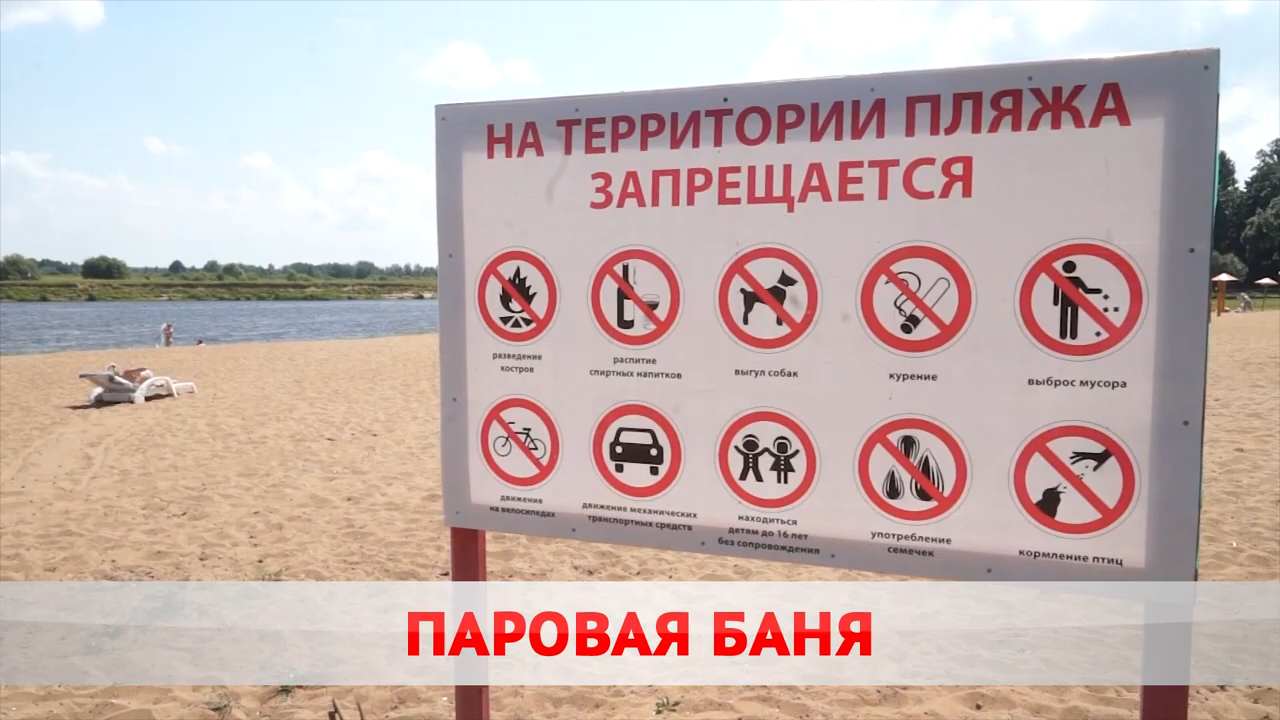 НА ТЕРРИТОРИИ ПЛЯЖА
ЗАПРЕЩАЕТСЯ
разведение
костров
распитие
спиртных напитков
выгул собак
курение
выброс мусора
движение
на велосипедах
движение механических
транспортных средств
находиться
детям до 16 лет
без сопровождения
употребление
семечек
кормление птиц
ПАРОВАЯ БАНЯ